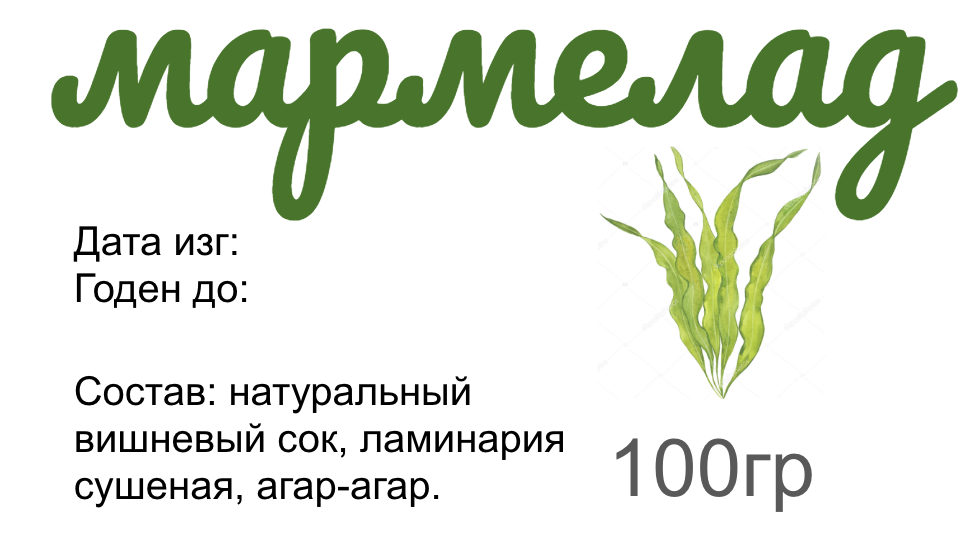 мармелад
Дата изг:
Годен до:
Состав: натуральный
вишневый сок, ламинария
сушеная, агар-агар.
100гр